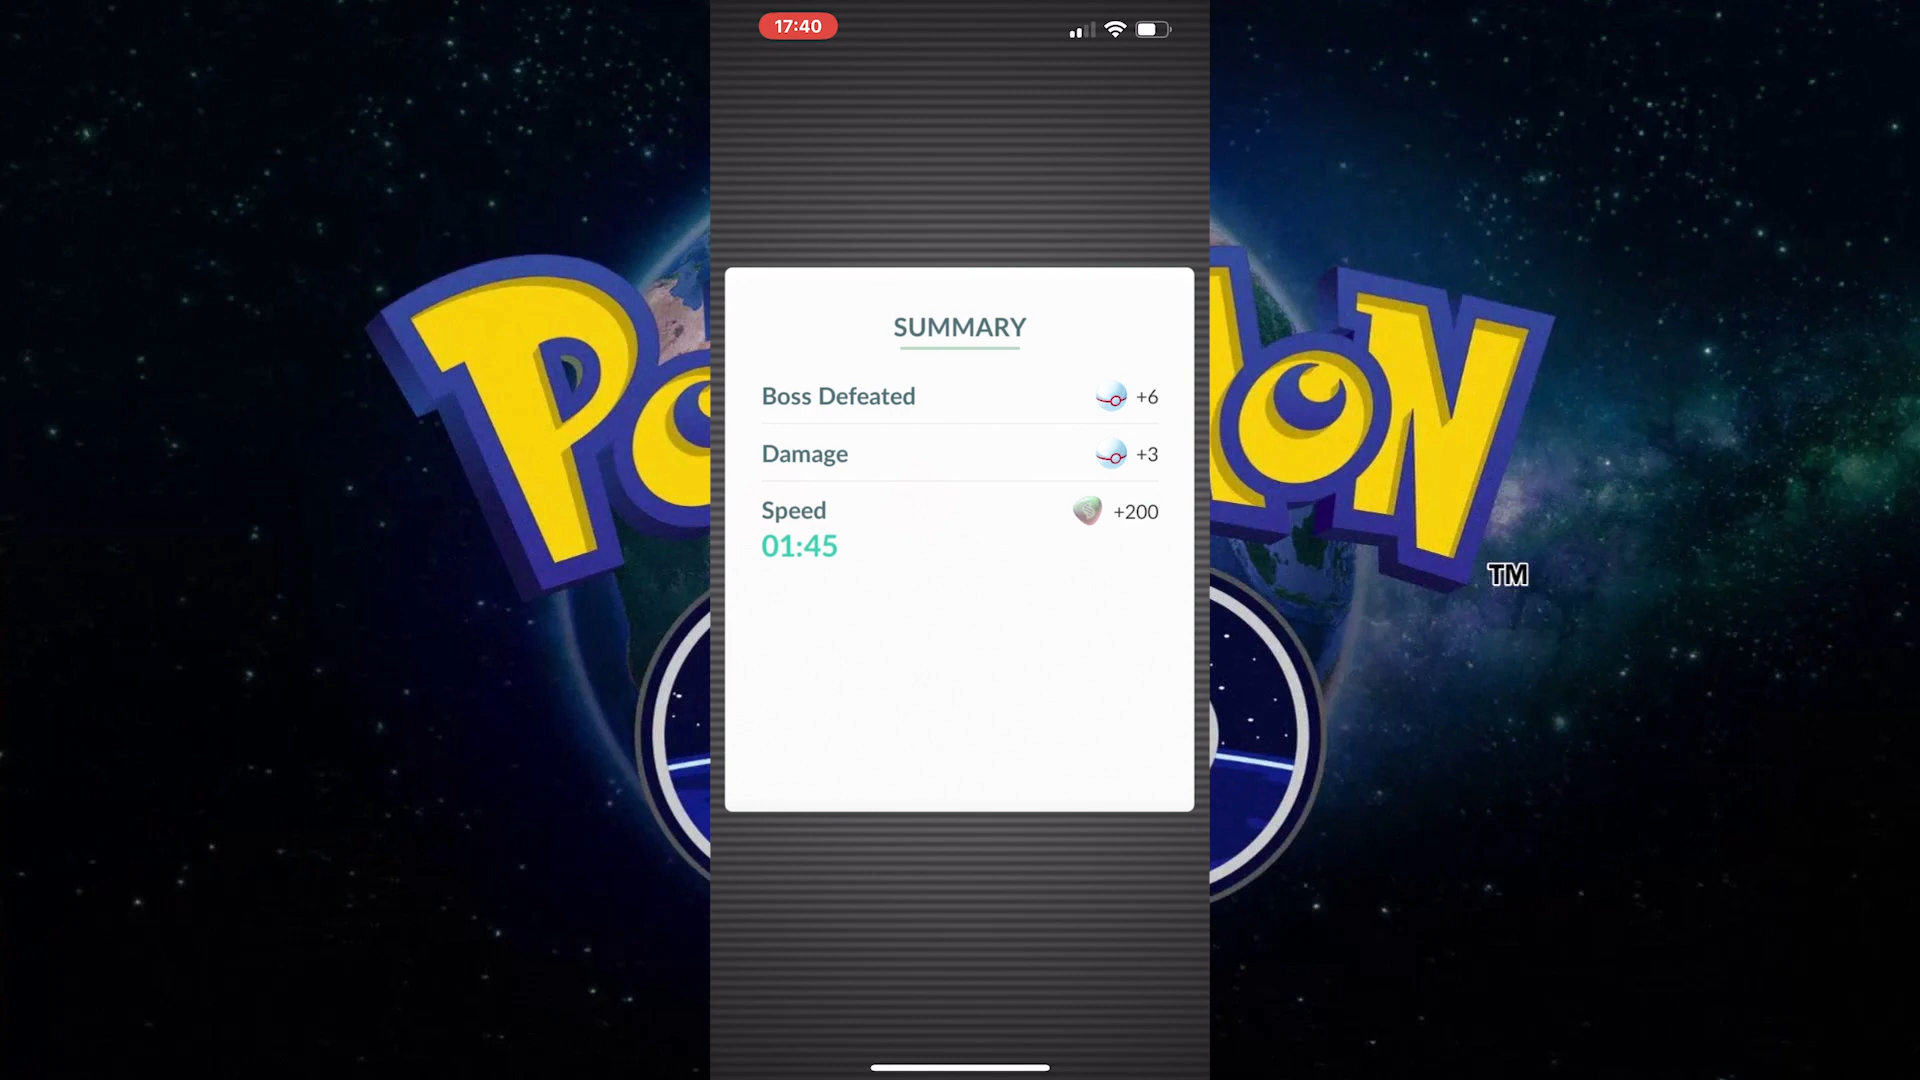 17:40
SUMMARY
Boss Defeated +6
Damage +3
Speed +200
01:45
TM